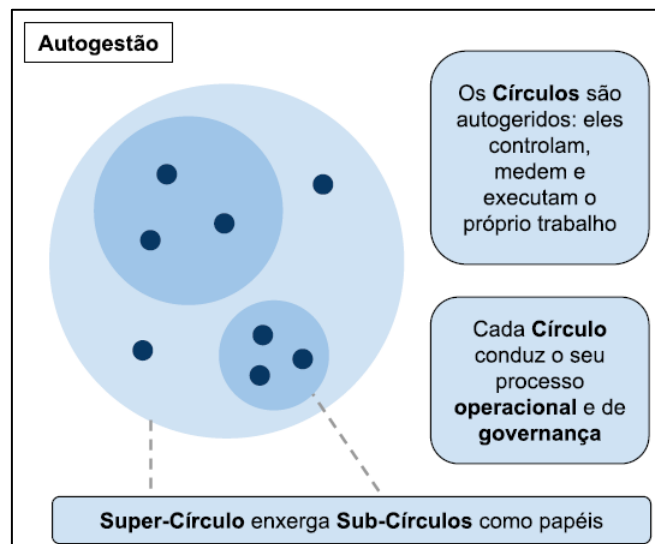 Autogestão
Os Círculos são
autogeridos: eles
controlam,
medem e
executam o
próprio trabalho
Cada Círculo
conduz o seu
processo
operacional e de
governança
Super-Círculo enxerga Sub-Círculos como papéis